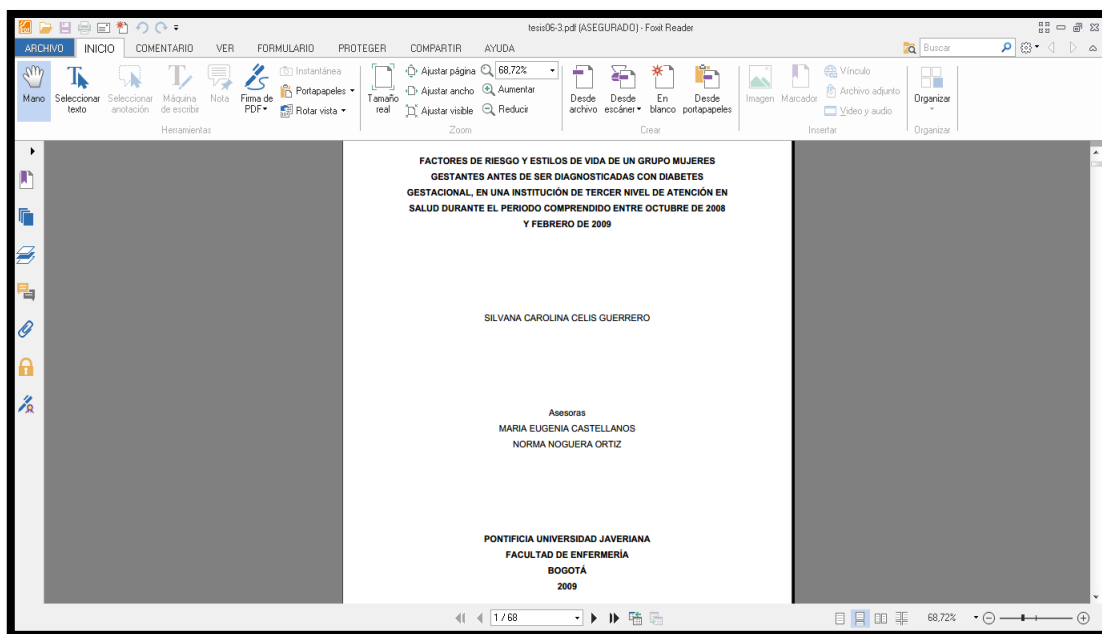 tesis06-3.pdf (ASEGURADO) - Foxit Reader
ARCHIVO INICIO COMENTARIO VER FORMULARIO PROTEGER COMPARTIR AYUDA Buscar
Mano
Seleccionar texto
Seleccionar anotación
Máquina de escribir
Nota
Firma de PDF
Instantánea
Portapapeles
Rotar vista
Herramientas
Tamaño real
Ajustar página
Ajustar ancho
Ajustar visible
68,72%
Aumentar
Reducir
Zoom
Desde archivo
Desde escáner
En blanco
Desde portapapeles
Crear
Imagen
Marcador
Vínculo
Archivo adjunto
Video y audio
Insertar
Organizar
Organizar
FACTORES DE RIESGO Y ESTILOS DE VIDA DE UN GRUPO MUJERES
GESTANTES ANTES DE SER DIAGNOSTICADAS CON DIABETES
GESTACIONAL, EN UNA INSTITUCIÓN DE TERCER NIVEL DE ATENCIÓN EN
SALUD DURANTE EL PERIODO COMPRENDIDO ENTRE OCTUBRE DE 2008
Y FEBRERO DE 2009
SILVANA CAROLINA CELIS GUERRERO
Asesoras
MARIA EUGENIA CASTELLANOS
NORMA NOGUERA ORTIZ
PONTIFICIA UNIVERSIDAD JAVERIANA
FACULTAD DE ENFERMERÍA
BOGOTÁ
2009
1 / 68
68,72%